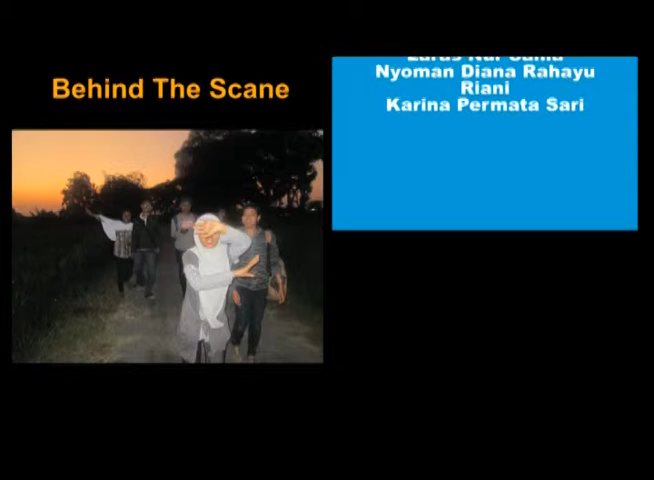 Behind The Scane
Nyoman Diana Rahayu
Riani
Karina Permata Sari